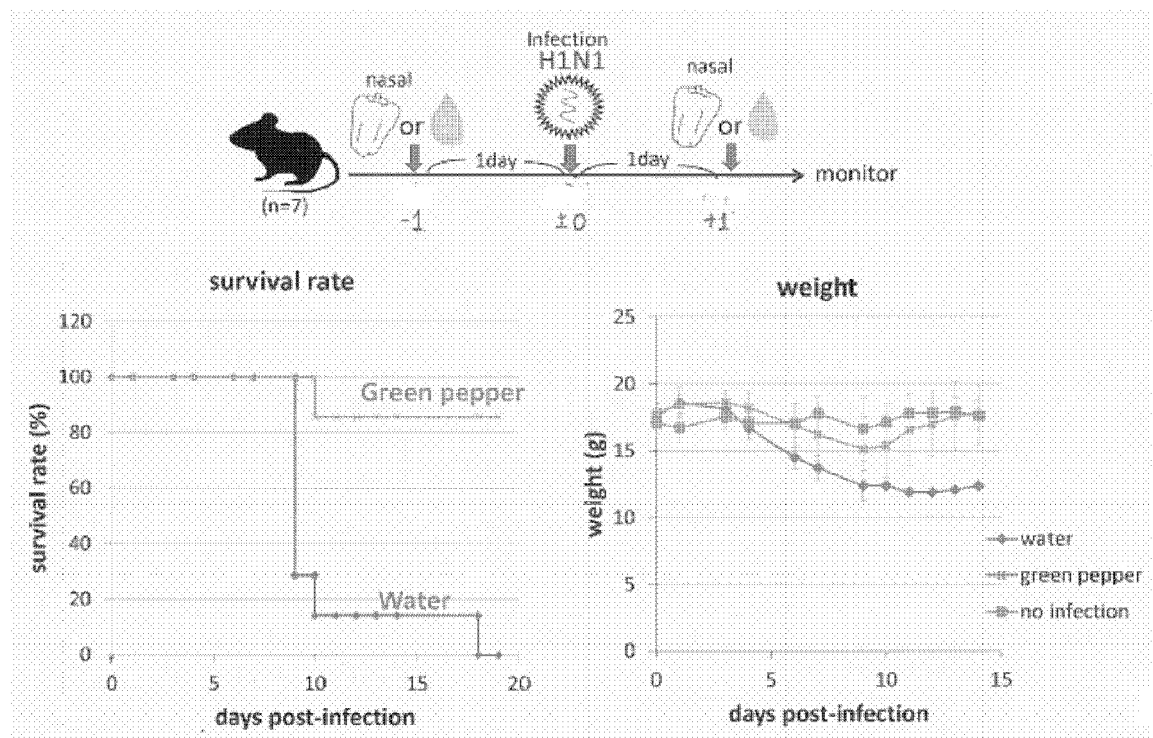 Infection
H1N1
nasal
or
1day
1day
nasal
or
monitor
(n=7)
-1
±0
+1
survival rate
120
100
80
60
40
20
0
survival rate (%)
Green pepper
Water
0
5
10
15
20
days post-infection
weight
25
20
15
10
5
0
weight (g)
water
green pepper
no infection
0
5
10
15
days post-infection